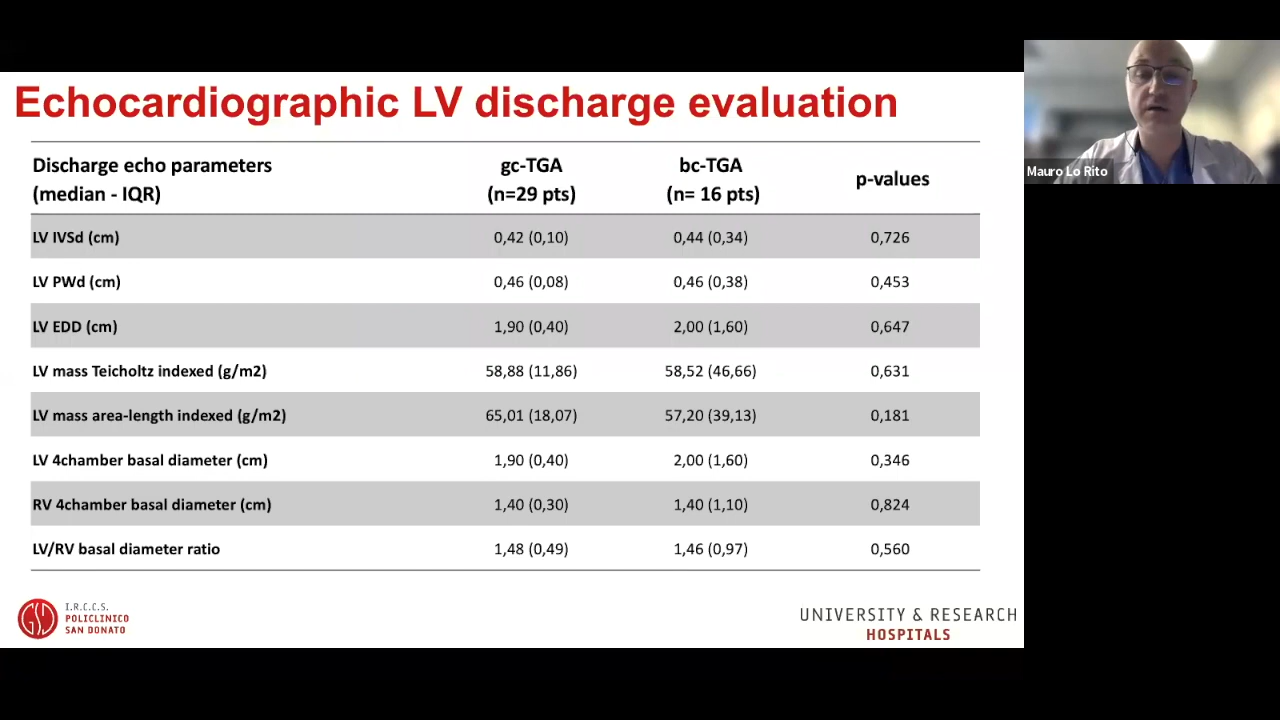 Echocardiographic LV discharge evaluation
Discharge echo parameters (median - IQR) gc-TGA (n=29 pts) bc-TGA (n= 16 pts) p-values
LV IVSd (cm) 0,42 (0,10) 0,44 (0,34) 0,726
LV PWd (cm) 0,46 (0,08) 0,46 (0,38) 0,453
LV EDD (cm) 1,90 (0,40) 2,00 (1,60) 0,647
LV mass Teicholtz indexed (g/m2) 58,88 (11,86) 58,52 (46,66) 0,631
LV mass area-length indexed (g/m2) 65,01 (18,07) 57,20 (39,13) 0,181
LV 4chamber basal diameter (cm) 1,90 (0,40) 2,00 (1,60) 0,346
RV 4chamber basal diameter (cm) 1,40 (0,30) 1,40 (1,10) 0,824
LV/RV basal diameter ratio 1,48 (0,49) 1,46 (0,97) 0,560
GSD
I.R.C.C.S.
POLICLINICO
SAN DONATO
UNIVERSITY & RESEARCH
HOSPITALS
Mauro Lo Rito